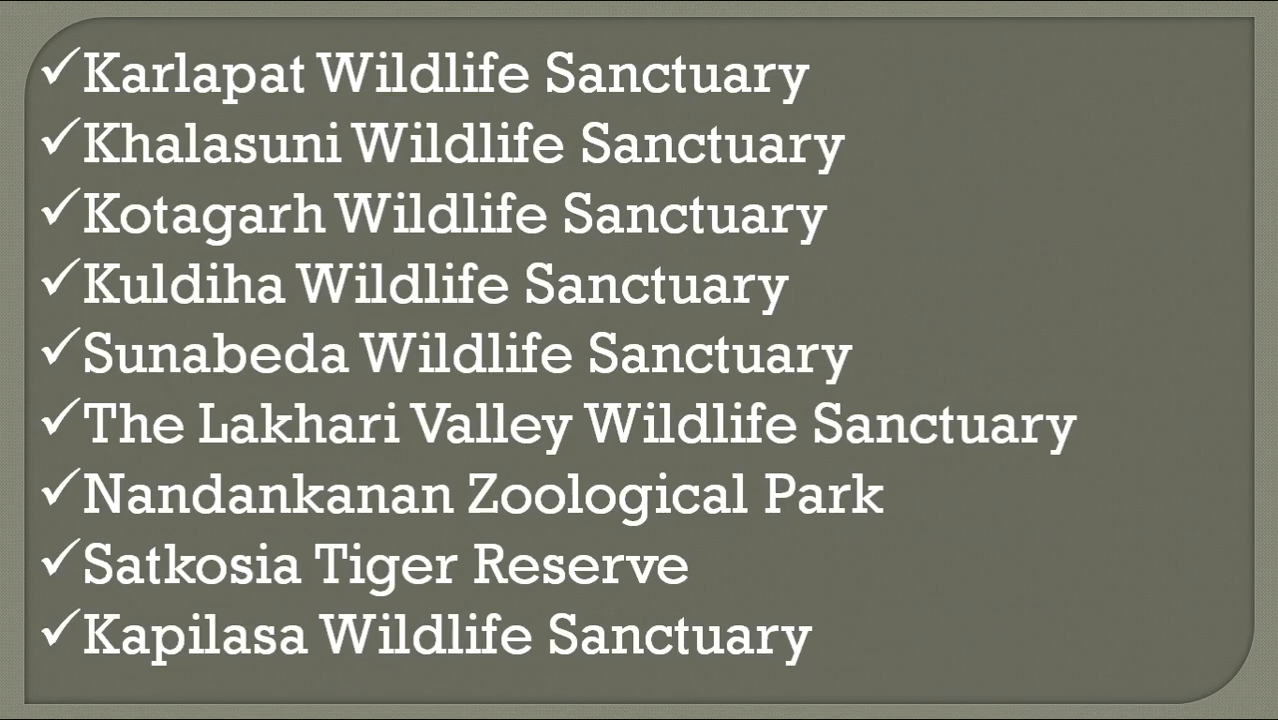 ✓Karlapat Wildlife Sanctuary
✓Khalasuni Wildlife Sanctuary
✓Kotagarh Wildlife Sanctuary
✓Kuldiha Wildlife Sanctuary
✓Sunabeda Wildlife Sanctuary
✓The Lakhari Valley Wildlife Sanctuary
✓Nandankanan Zoological Park
✓Satkosia Tiger Reserve
✓Kapilasa Wildlife Sanctuary